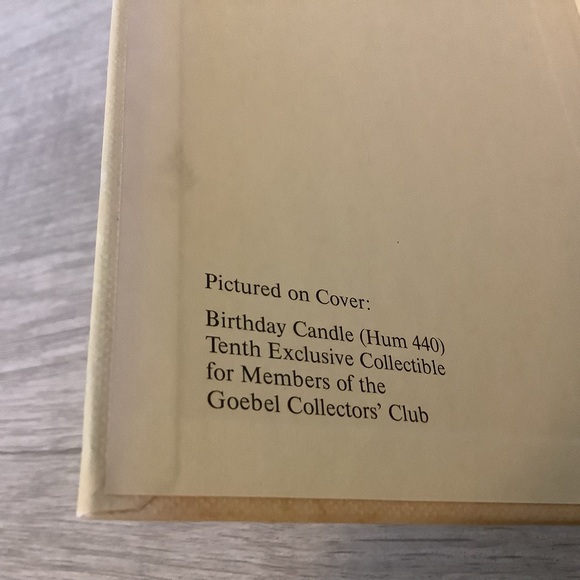 Pictured on Cover:
Birthday Candle (Hum 440)
Tenth Exclusive Collectible
for Members of the
Goebel Collectors' Club